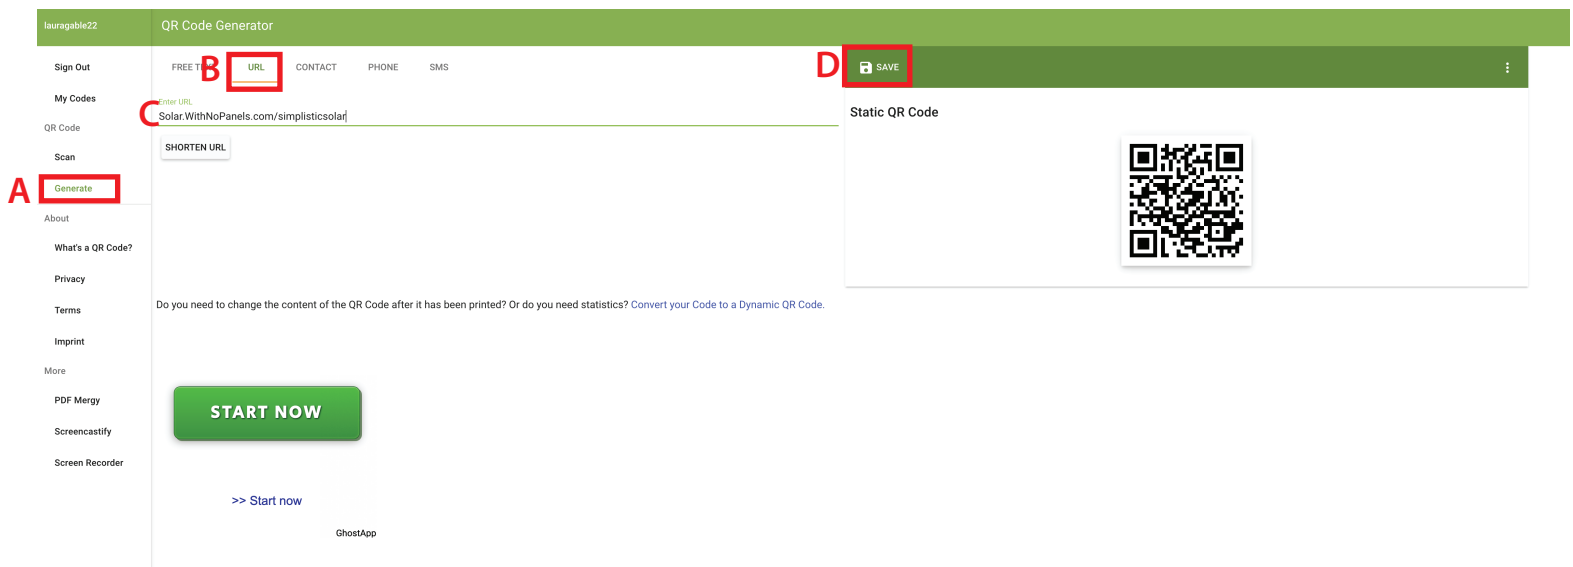 lauragable22
QR Code Generator
A
B
C
D
Sign Out
My Codes
QR Code
Scan
Generate
About
What's a QR Code?
Privacy
Terms
Imprint
More
PDF Mergy
Screencastify
Screen Recorder
FREE
URL
CONTACT
PHONE
SMS
Enter URL
Solar.WithNoPanels.com/simplisticsolar
SHORTEN URL
Do you need to change the content of the QR Code after it has been printed? Or do you need statistics? Convert your Code to a Dynamic QR Code.
START NOW
>> Start now
GhostApp
SAVE
Static QR Code